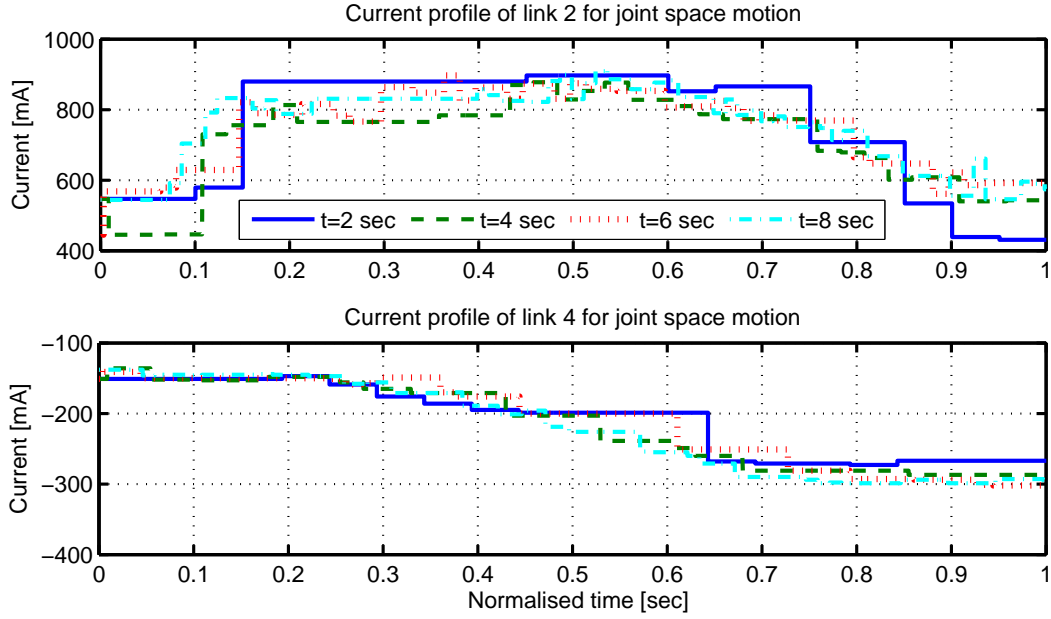 Current profile of link 2 for joint space motion
Current [mA]
1000
800
600
400
t=2 sec t=4 sec t=6 sec t=8 sec
0 0.1 0.2 0.3 0.4 0.5 0.6 0.7 0.8 0.9 1
Current profile of link 4 for joint space motion
Current [mA]
−100
−200
−300
−400
0 0.1 0.2 0.3 0.4 0.5 0.6 0.7 0.8 0.9 1
Normalised time [sec]